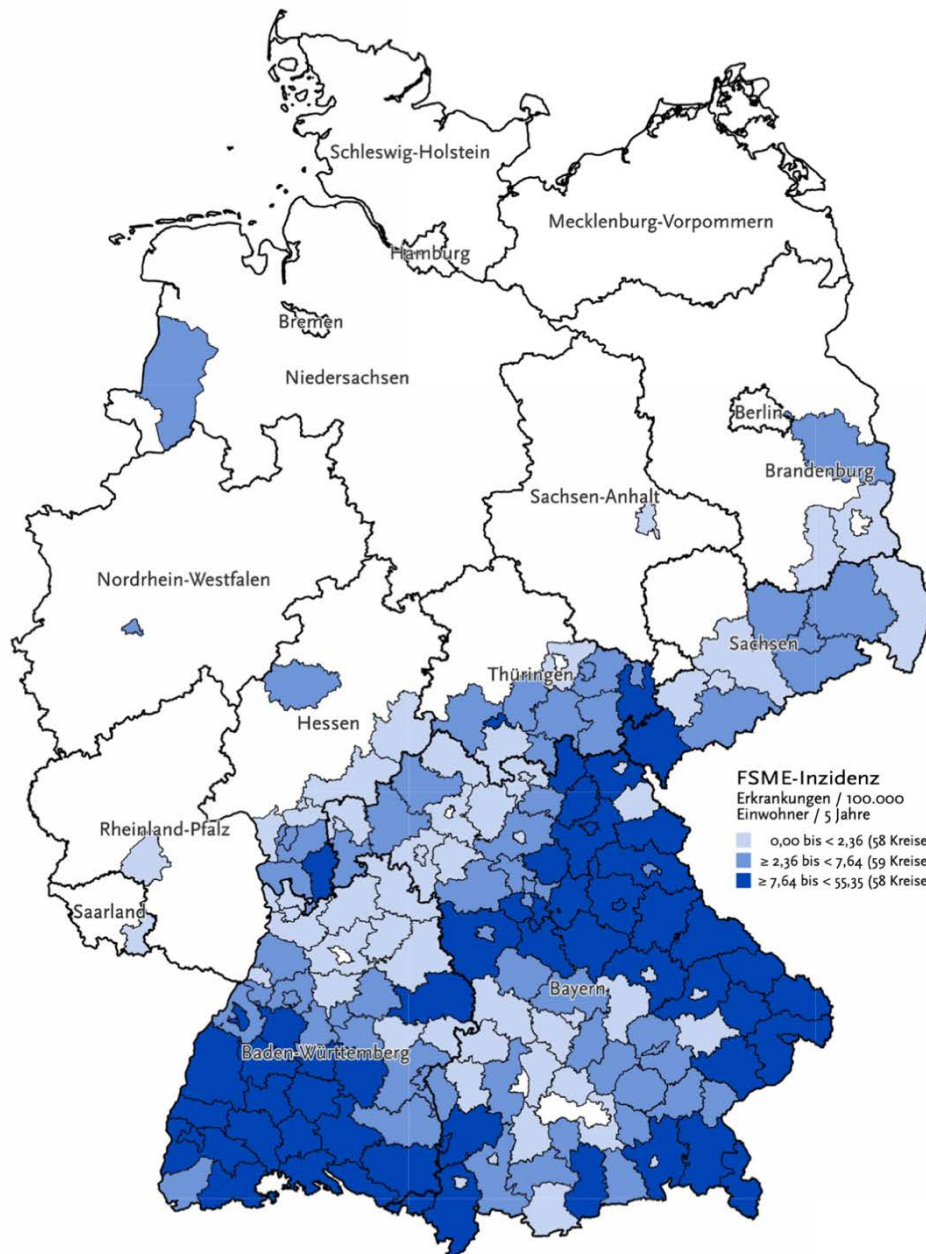 Schleswig-Holstein
Mecklenburg-Vorpommern
Hamburg
Bremen
Niedersachsen
Berlin
Brandenburg
Sachsen-Anhalt
Nordrhein-Westfalen
Sachsen
Thüringen
Hessen
FSME-Inzidenz
Erkrankungen / 100.000
Einwohner / 5 Jahre
0,00 bis < 2,36 (58 Kreise
≥ 2,36 bis < 7,64 (59 Kreise
≥ 7,64 bis < 55,35 (58 Kreise
Rheinland-Pfalz
Saarland
Bayern
Baden-Württemberg